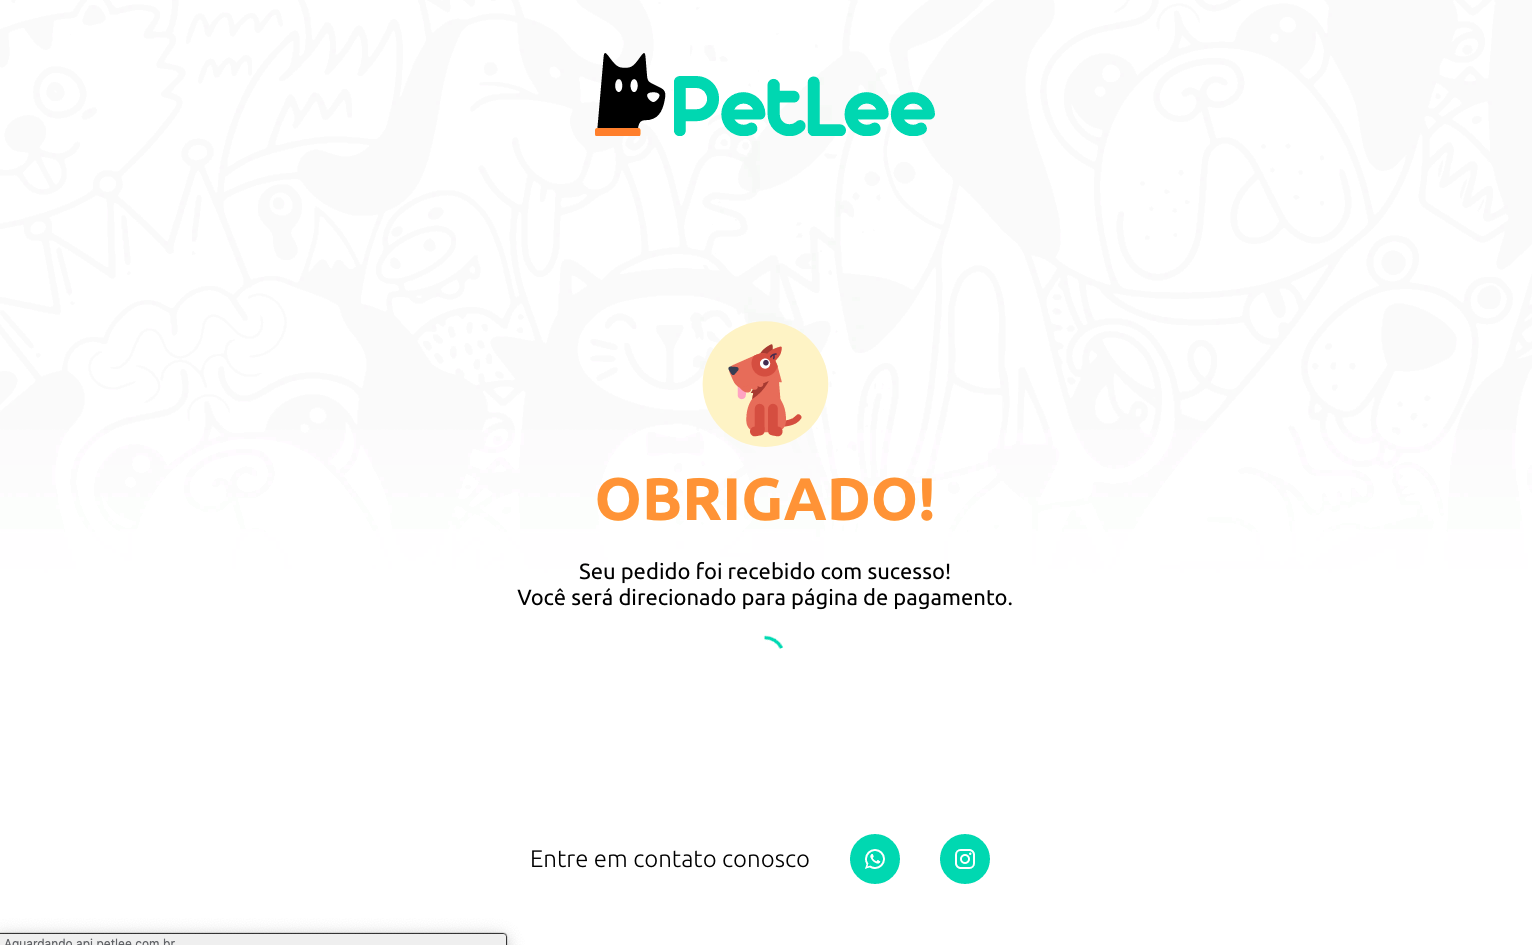 PetLee
OBRIGADO!
Seu pedido foi recebido com sucesso!
Você será direcionado para página de pagamento.
Entre em contato conosco
Aguardando api.petlee.com.br